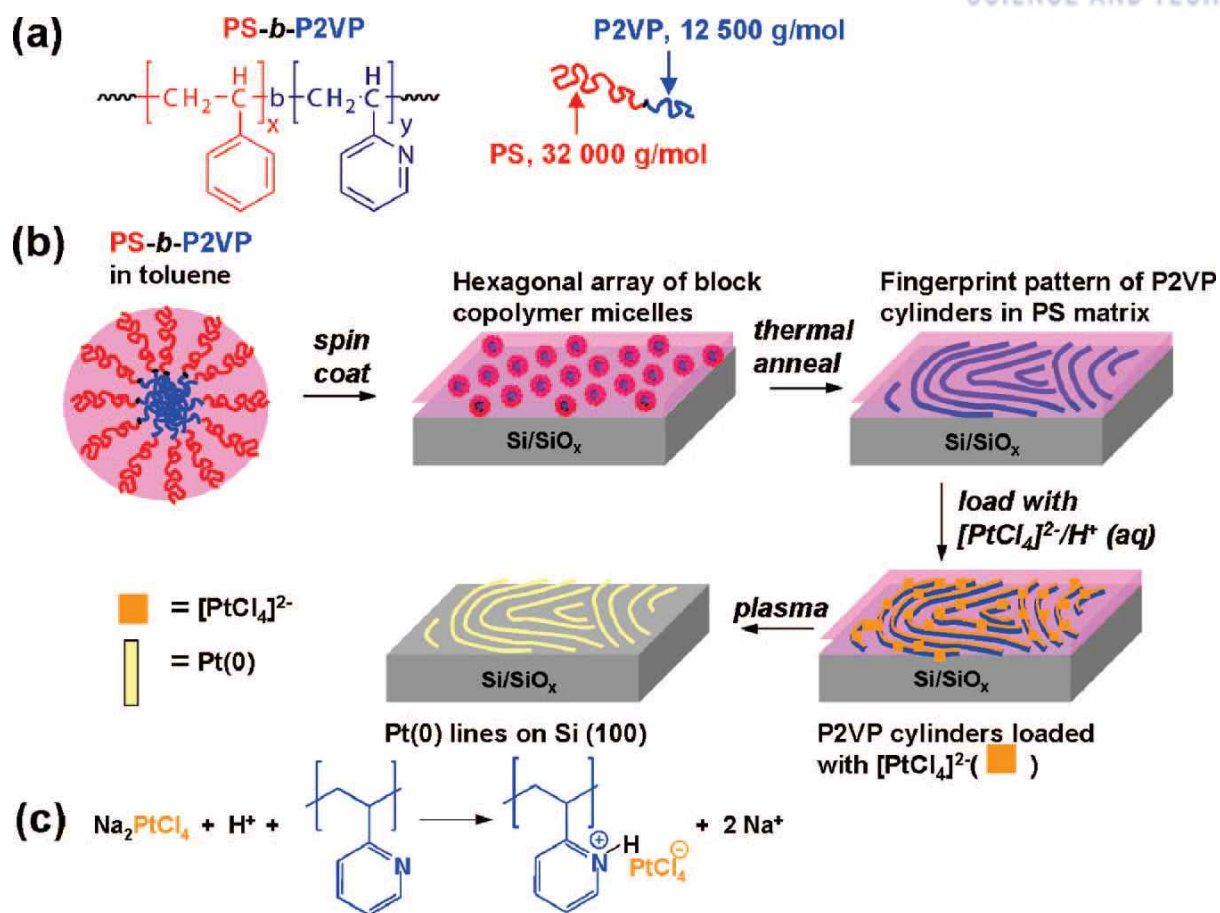 SCIENCE AND TECH
(a)
PS-b-P2VP
P2VP, 12 500 g/mol
H
H
CH₂
C
b
CH₂
C
x
y
N
PS, 32 000 g/mol
(b)
PS-b-P2VP
in toluene
spin
coat
Hexagonal array of block
copolymer micelles
Si/SiOₓ
thermal
anneal
Fingerprint pattern of P2VP
cylinders in PS matrix
Si/SiOₓ
load with
[PtCl₄]²⁻/H⁺ (aq)
= [PtCl₄]²⁻
= Pt(0)
Si/SiOₓ
Pt(0) lines on Si (100)
plasma
Si/SiOₓ
P2VP cylinders loaded
with [PtCl₄]²⁻( )
(c)
Na₂PtCl₄ + H⁺ +
N
N
+
H
PtCl₄
−
+ 2 Na⁺